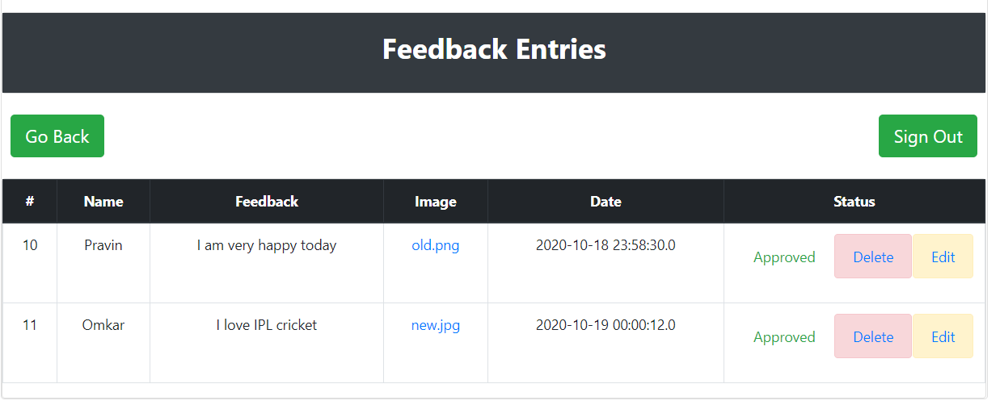 Feedback Entries
Go Back Sign Out
# Name Feedback Image Date Status
10 Pravin I am very happy today old.png 2020-10-18 23:58:30.0 Approved Delete Edit
11 Omkar I love IPL cricket new.jpg 2020-10-19 00:00:12.0 Approved Delete Edit